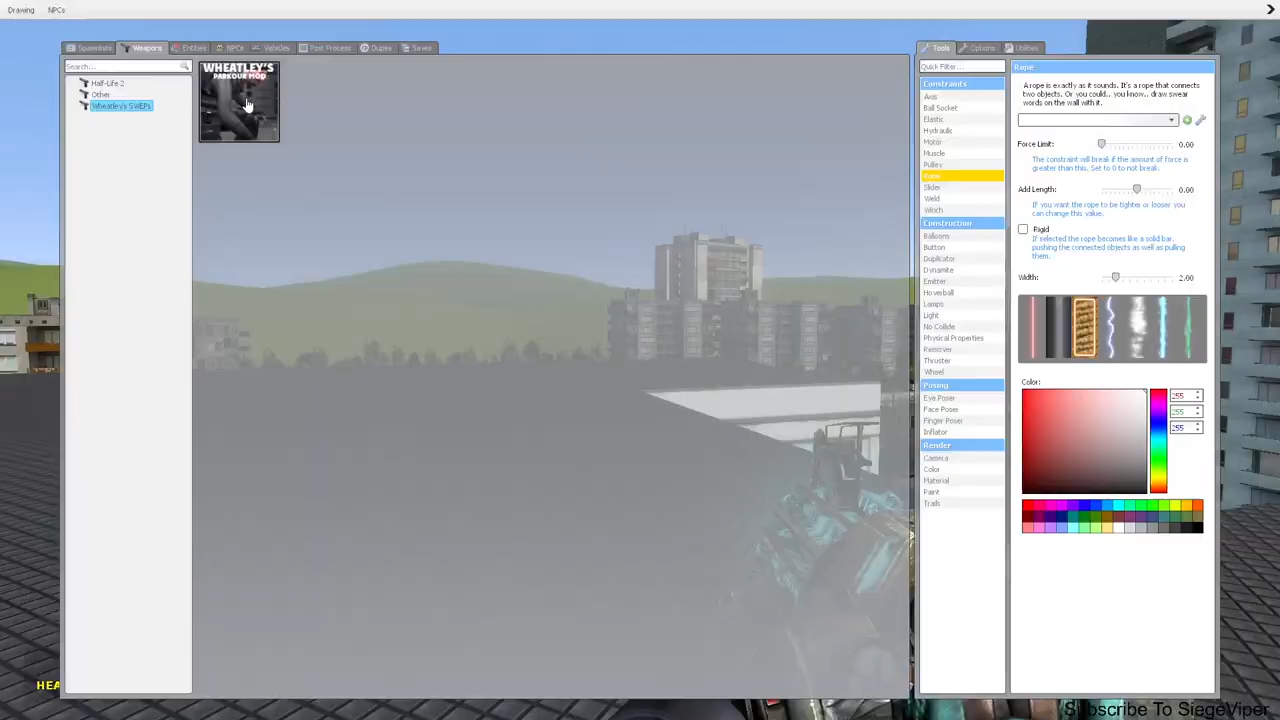 Drawing NPCs
Spawnlists Weapons Entities NPCs Vehicles Post Process Dupes Saves
Tools Options Utilities
Search...
Half-Life 2
Other
Wheatley's SWEPs
WHEATLEY'S
PARKOUR MOD
Quick Filter...
Constraints
Axis
Ball Socket
Elastic
Hydraulic
Motor
Muscle
Pulley
Rope
Slider
Weld
Winch
Construction
Balloons
Button
Duplicator
Dynamite
Emitter
Hoverball
Lamps
Light
No Collide
Physical Properties
Remover
Thruster
Wheel
Posing
Eye Poser
Face Poser
Finger Poser
Inflator
Render
Camera
Color
Material
Paint
Trails
Rope
A rope is exactly as it sounds. It's a rope that connects
two objects. Or you could.. you know.. draw swear
words on the wall with it.
Force Limit: 0.00
The constraint will break if the amount of force is
greater than this. Set to 0 to not break.
Add Length: 0.00
If you want the rope to be tighter or looser you
can change this value.
Rigid
If selected the rope becomes like a solid bar,
pushing the connected objects as well as pulling
them.
Width: 2.00
Color:
255
255
255
HEA
Subscribe To SiegeViper